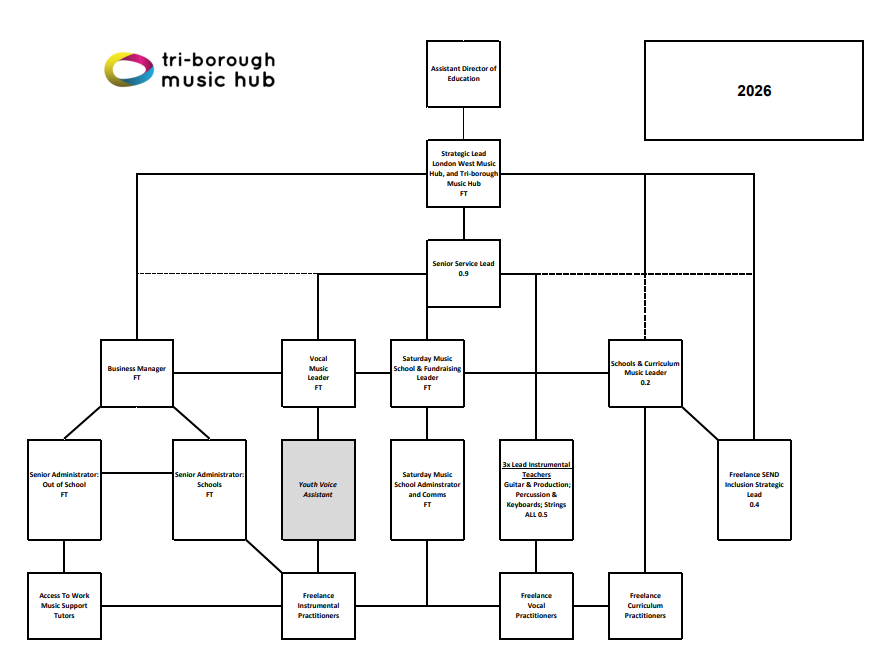 tri-borough
music hub
Assistant Director of
Education
2026
Strategic Lead
London West Music
Hub, and Tri-borough
Music Hub
FT
Senior Service Lead
0.9
Business Manager
FT
Vocal
Music
Leader
FT
Saturday Music
School & Fundraising
Leader
FT
Schools & Curriculum
Music Leader
0.2
Senior Administrator:
Out of School
FT
Senior Administrator:
Schools
FT
Youth Voice
Assistant
Saturday Music
School Adminstrator
and Comms
FT
3x Lead Instrumental
Teachers
Guitar & Production;
Percussion &
Keyboards; Strings
ALL 0.5
Freelance SEND
Inclusion Strategic
Lead
0.4
Access To Work
Music Support
Tutors
Freelance
Instrumental
Practitioners
Freelance
Vocal
Practitioners
Freelance
Curriculum
Practitioners